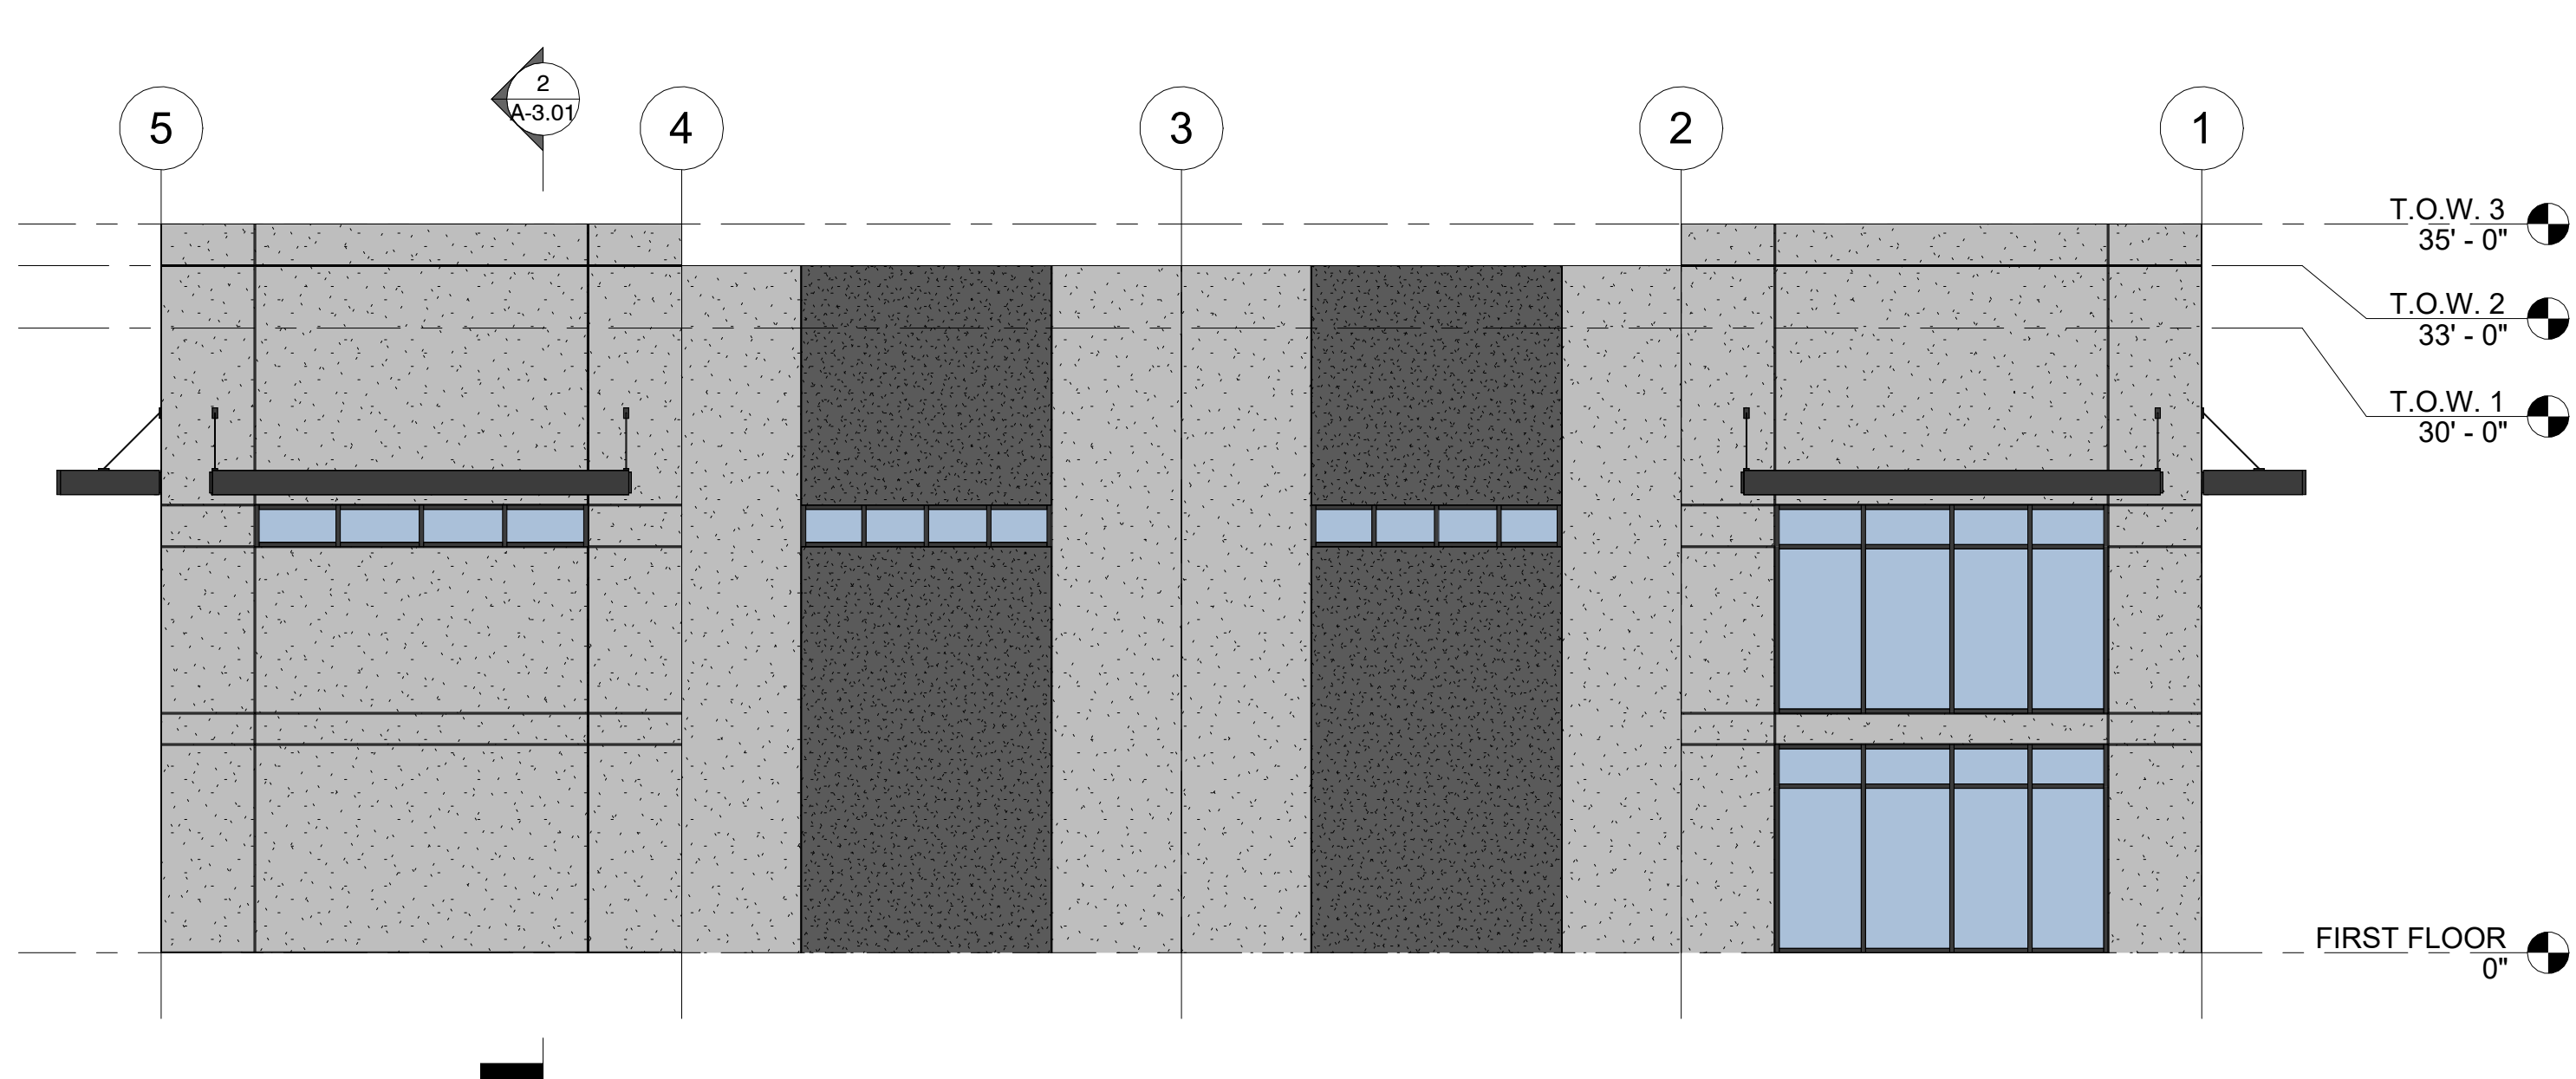 2
A-3.01
5
4
3
2
1
T.O.W. 3
35' - 0"
T.O.W. 2
33' - 0"
T.O.W. 1
30' - 0"
FIRST FLOOR
0"